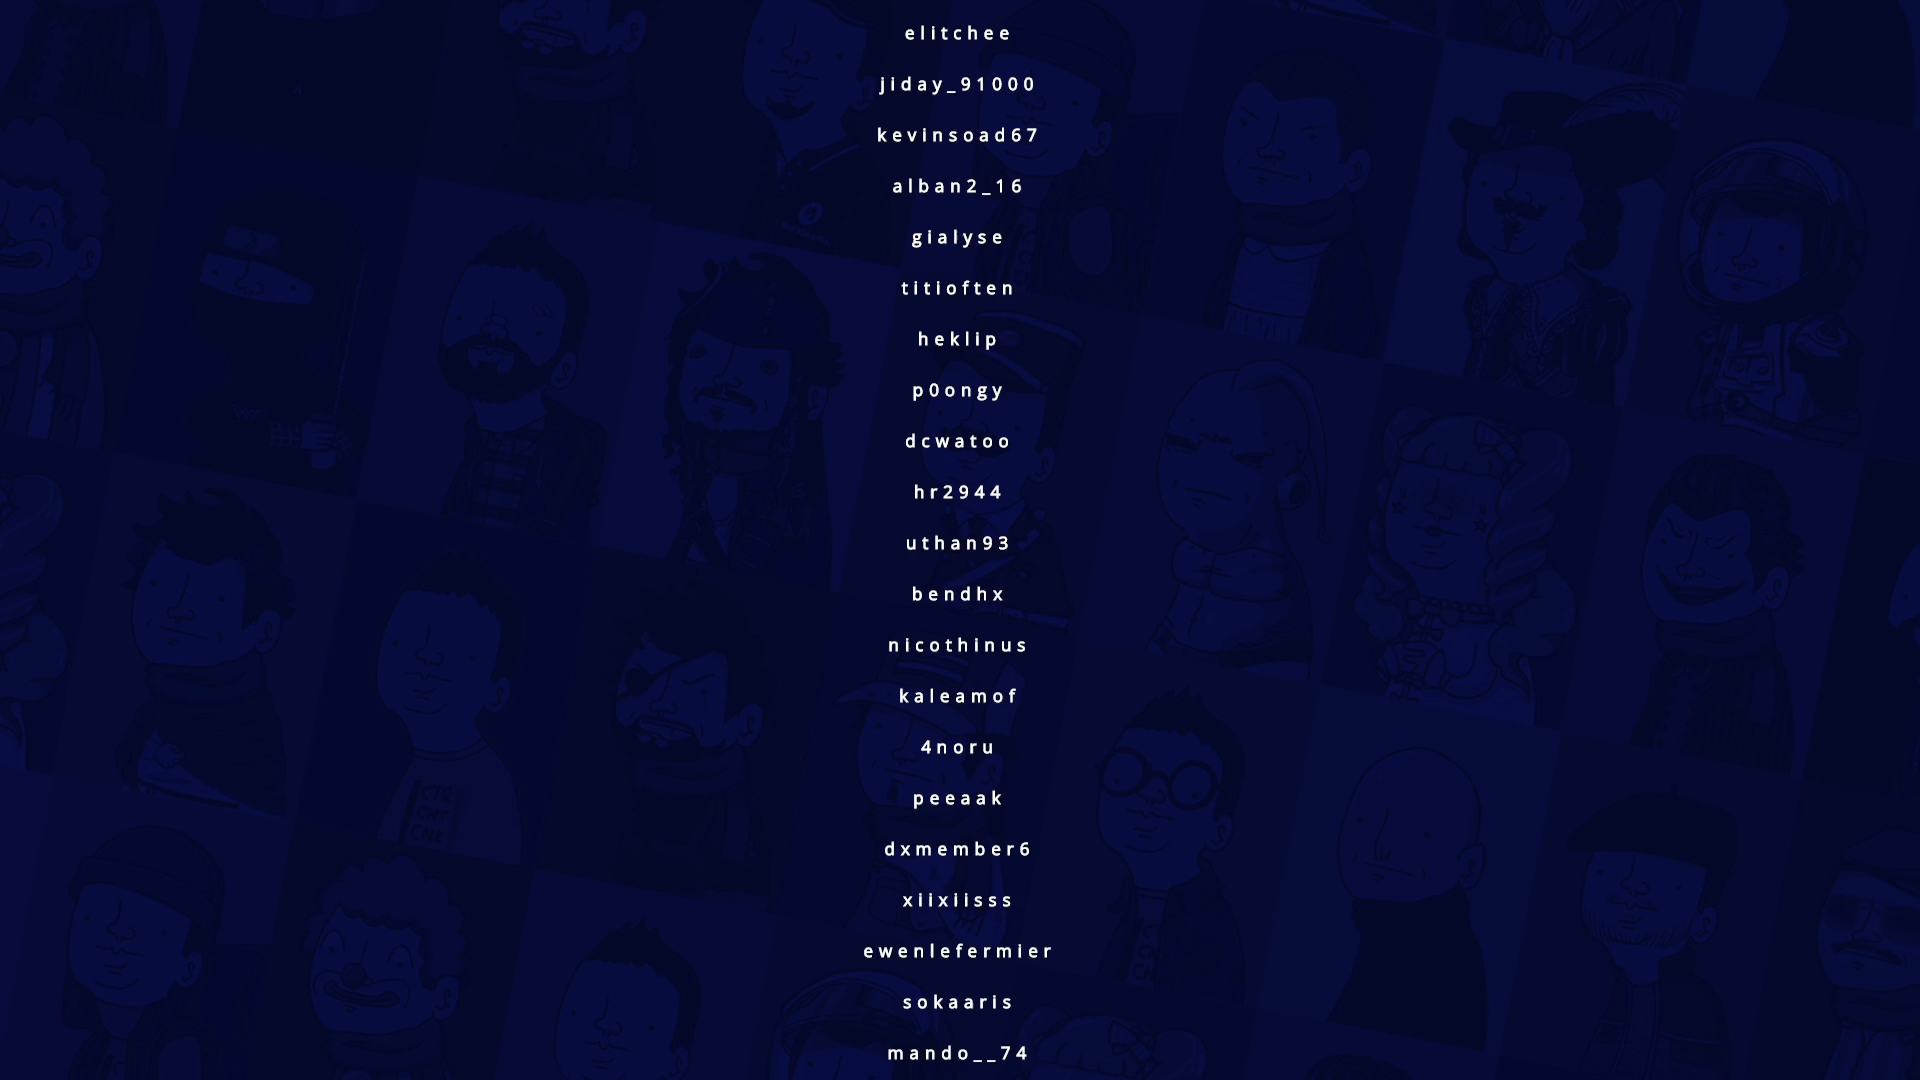 elitchee
jiday_91000
kevinsoad67
alban2_16
gialyse
titioften
heklip
p0ongy
dcwatoo
hr2944
uthan93
bendhx
nicothinus
kaleamof
4noru
peeaak
dxmember6
xiixiisss
ewenlefermier
sokaaris
mando__74